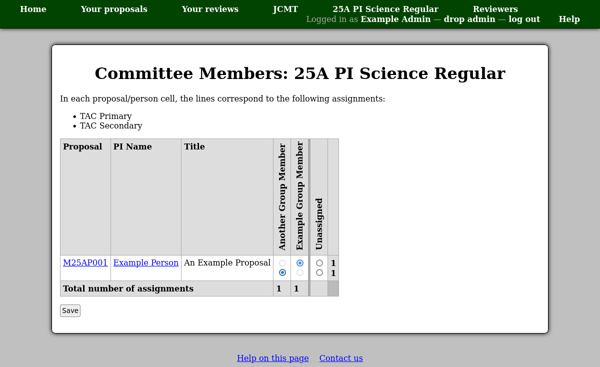 Home Your proposals Your reviews JCMT 25A PI Science Regular Reviewers
Logged in as Example Admin — drop admin — log out Help
Committee Members: 25A PI Science Regular
In each proposal/person cell, the lines correspond to the following assignments:
• TAC Primary
• TAC Secondary
Proposal PI Name Title Another Group Member Example Group Member Unassigned
M25AP001 Example Person An Example Proposal 1
1
Total number of assignments 1 1
Save
Help on this page Contact us